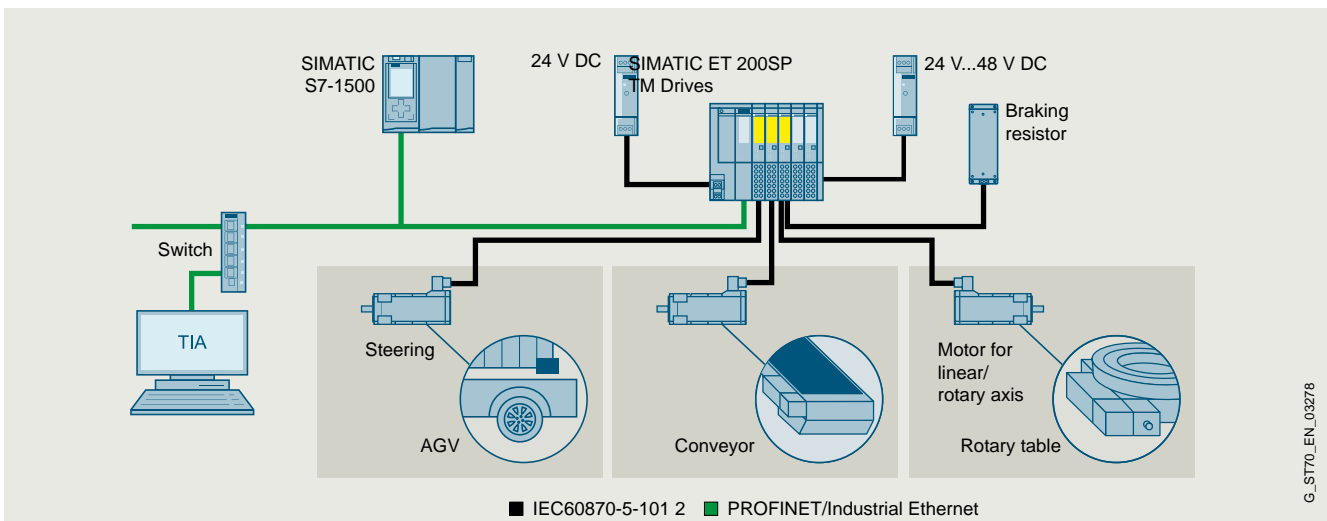 SIMATIC
S7-1500
24 V DC
SIMATIC ET 200SP
TM Drives
24 V...48 V DC
Braking
resistor
Switch
TIA
Steering
AGV
Conveyor
Motor for
linear/
rotary axis
Rotary table
IEC60870-5-101 2
PROFINET/Industrial Ethernet
G_ST70_EN_03278